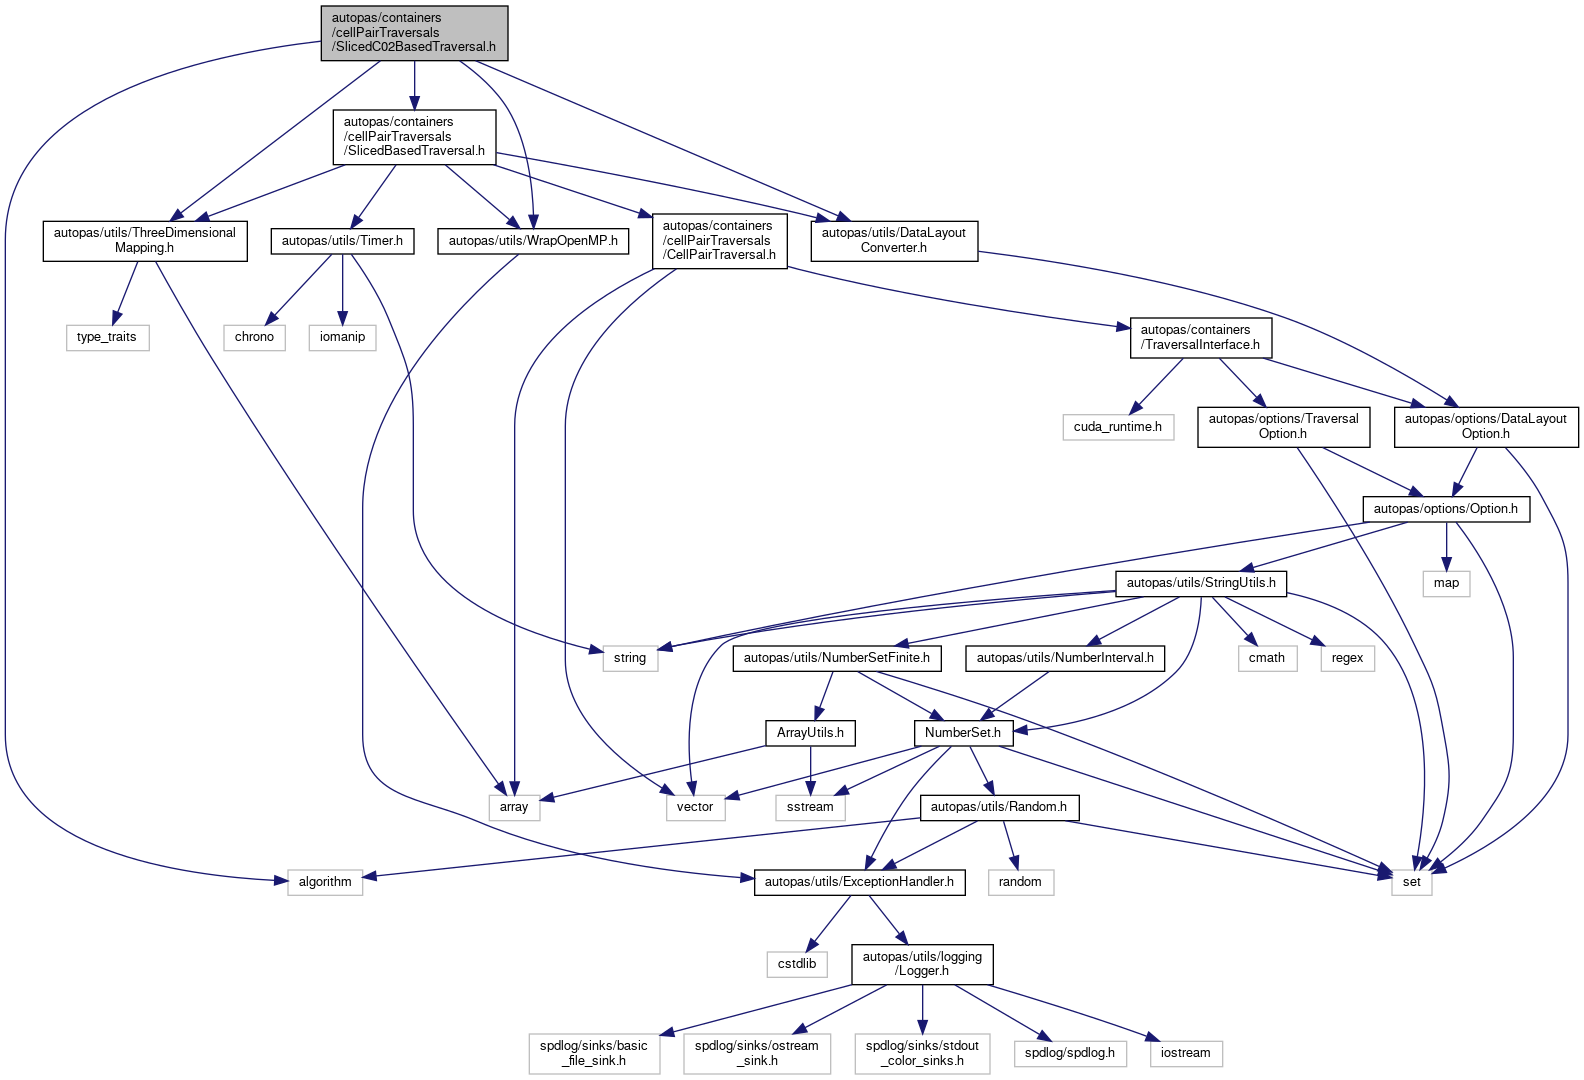 autopas/containers
/cellPairTraversals
/SlicedC02BasedTraversal.h
autopas/containers
/cellPairTraversals
/SlicedBasedTraversal.h
autopas/utils/ThreeDimensional
Mapping.h
autopas/utils/Timer.h
autopas/utils/WrapOpenMP.h
autopas/containers
/cellPairTraversals
/CellPairTraversal.h
autopas/utils/DataLayout
Converter.h
type_traits
chrono
iomanip
autopas/containers
/TraversalInterface.h
cuda_runtime.h
autopas/options/Traversal
Option.h
autopas/options/DataLayout
Option.h
autopas/options/Option.h
autopas/utils/StringUtils.h
map
string
autopas/utils/NumberSetFinite.h
autopas/utils/NumberInterval.h
cmath
regex
ArrayUtils.h
NumberSet.h
array
vector
sstream
autopas/utils/Random.h
algorithm
autopas/utils/ExceptionHandler.h
random
set
cstdlib
autopas/utils/logging
/Logger.h
spdlog/sinks/basic
_file_sink.h
spdlog/sinks/ostream
_sink.h
spdlog/sinks/stdout
_color_sinks.h
spdlog/spdlog.h
iostream